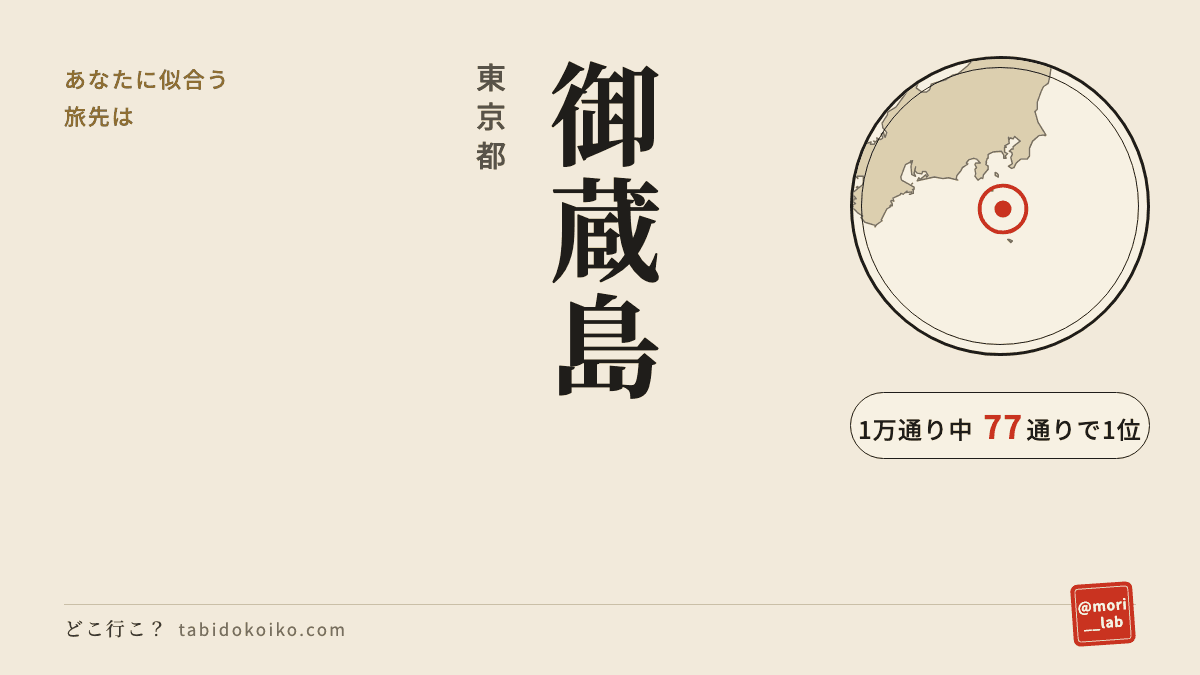 あなたに似合う
旅先は
東京都
御蔵島
1万通り中 77通りで1位
どこ行こ？ tabidokoiko.com
@mori
__lab